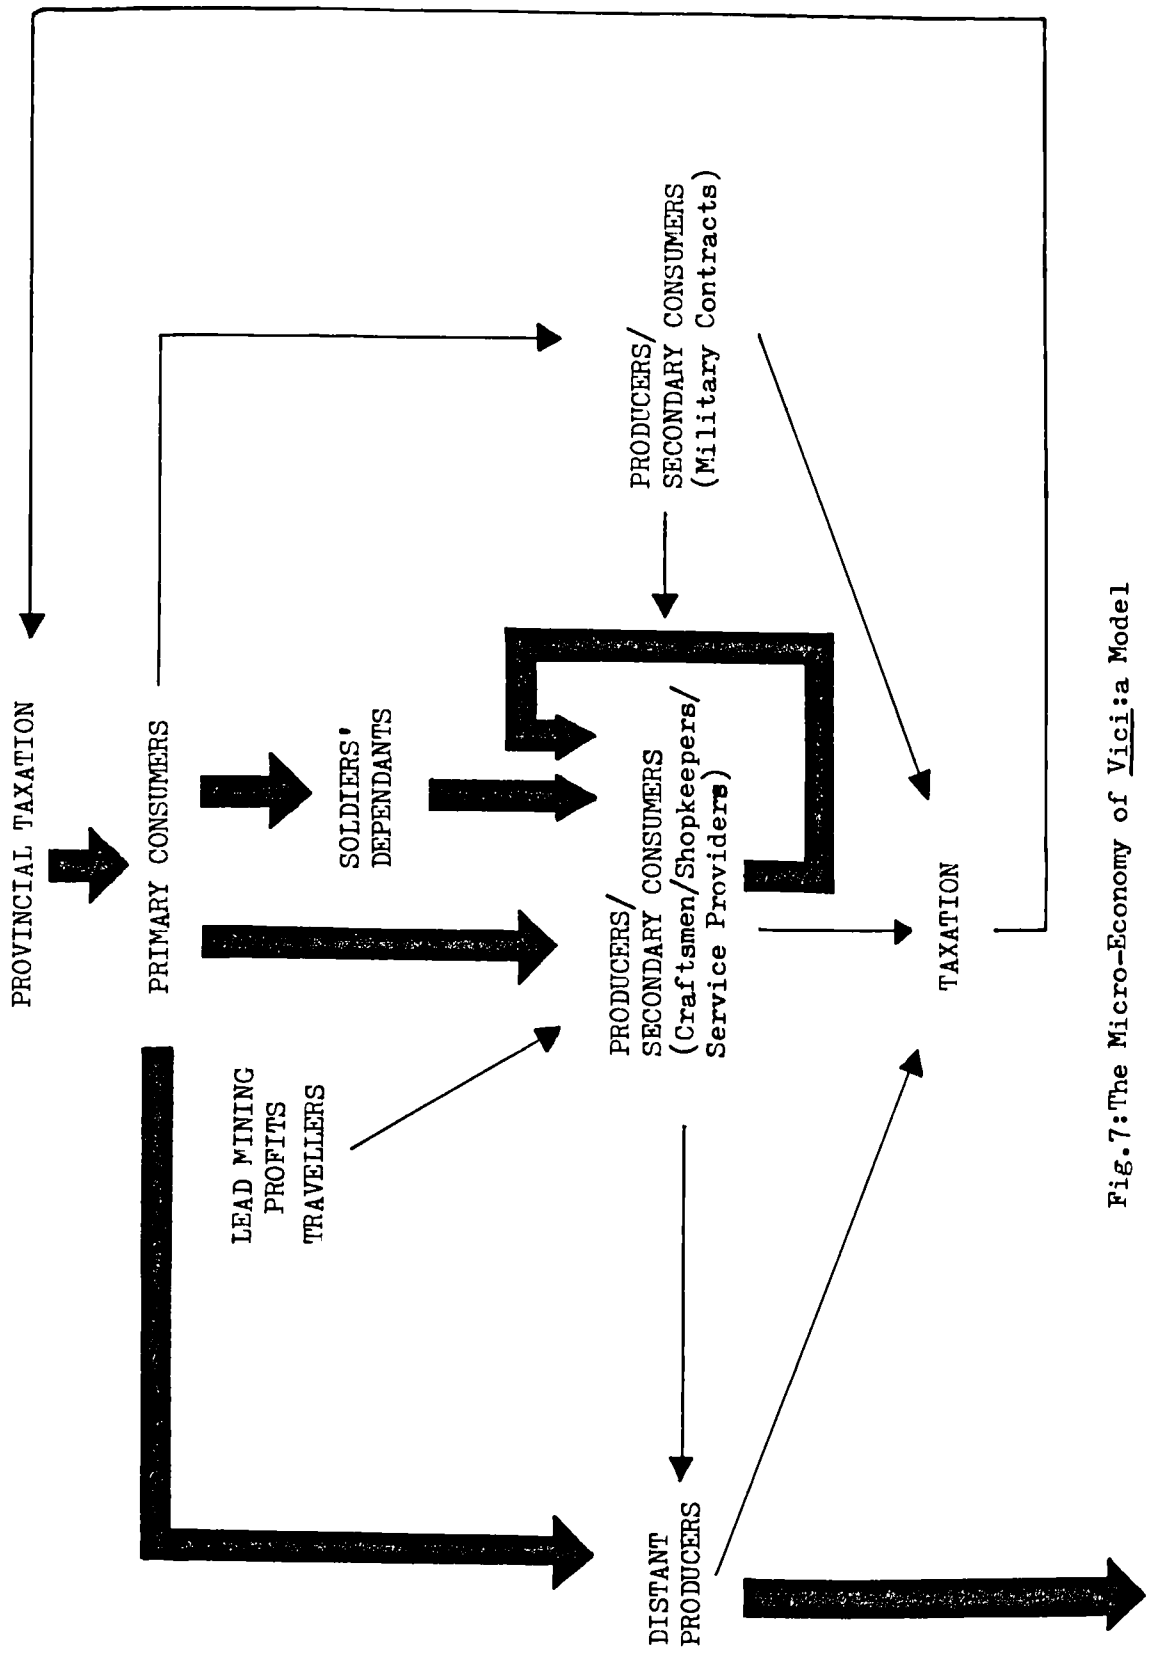 PROVINCIAL TAXATION
PRIMARY CONSUMERS
LEAD MINING
PROFITS
TRAVELLERS
SOLDIERS'
DEPENDANTS
DISTANT
PRODUCERS
PRODUCERS/
SECONDARY CONSUMERS
(Craftsmen/Shopkeepers/
Service Providers)
PRODUCERS/
SECONDARY CONSUMERS
(Military Contracts)
TAXATION
Fig.7:The Micro-Economy of Vici:a Model